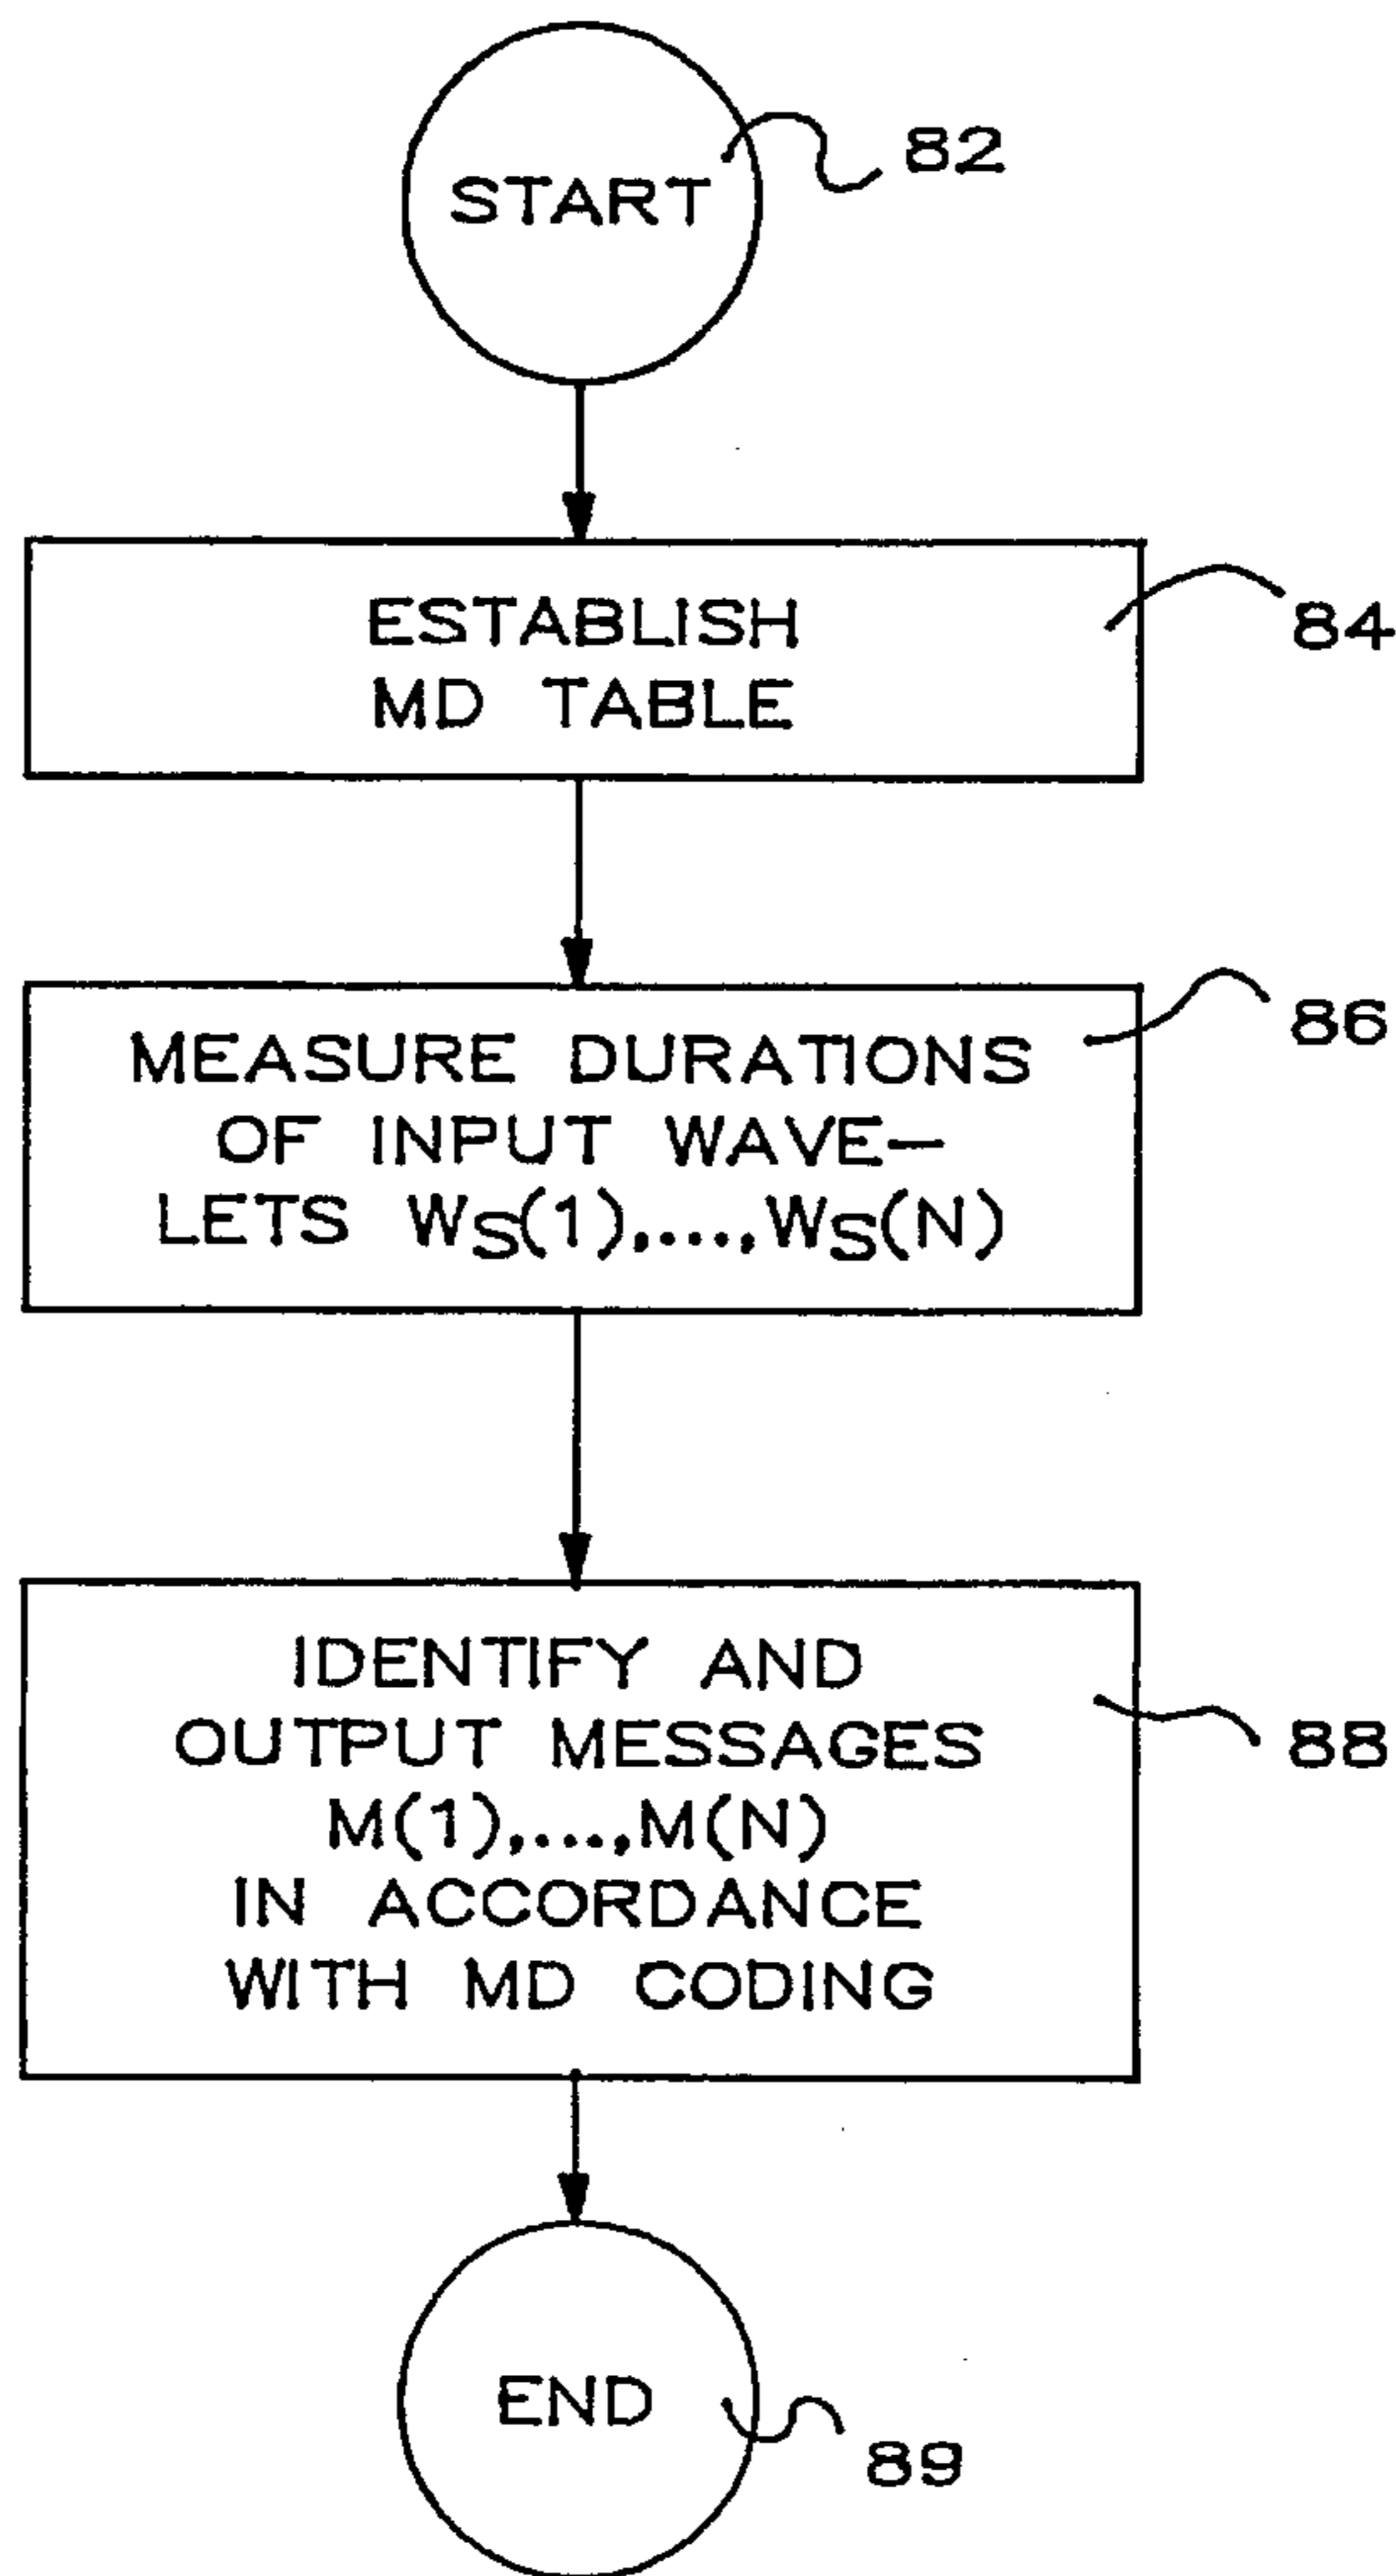 START
82
ESTABLISH
MD TABLE
84
MEASURE DURATIONS
OF INPUT WAVE-
LETS WS(1),...,WS(N)
86
IDENTIFY AND
OUTPUT MESSAGES
M(1),...,M(N)
IN ACCORDANCE
WITH MD CODING
88
END
89